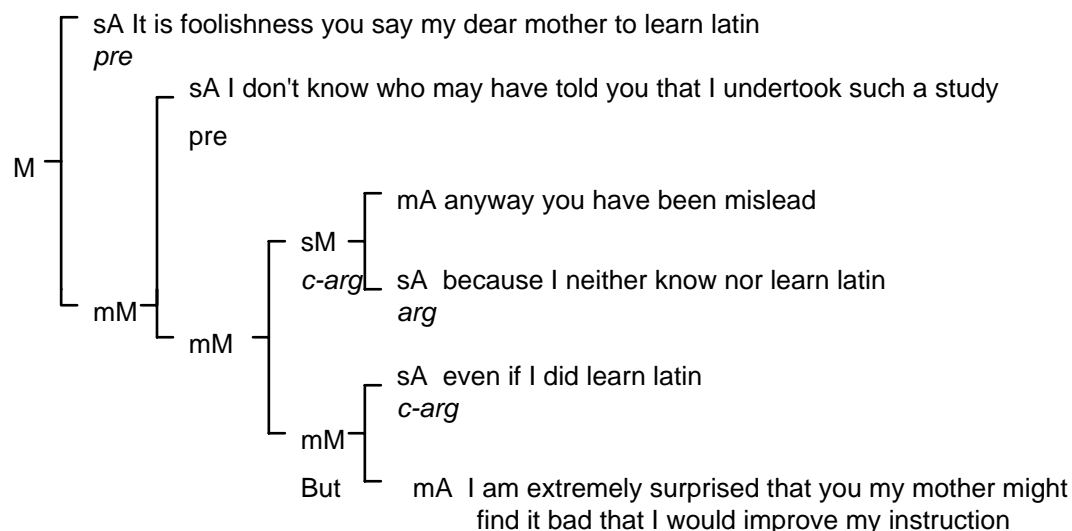 sA It is foolishness you say my dear mother to learn latin
pre
sA I don't know who may have told you that I undertook such a study
pre
M
mA anyway you have been mislead
sM
c-arg
sA because I neither know nor learn latin
arg
mM
mM
sA even if I did learn latin
c-arg
mM
But
mA I am extremely surprised that you my mother might
find it bad that I would improve my instruction